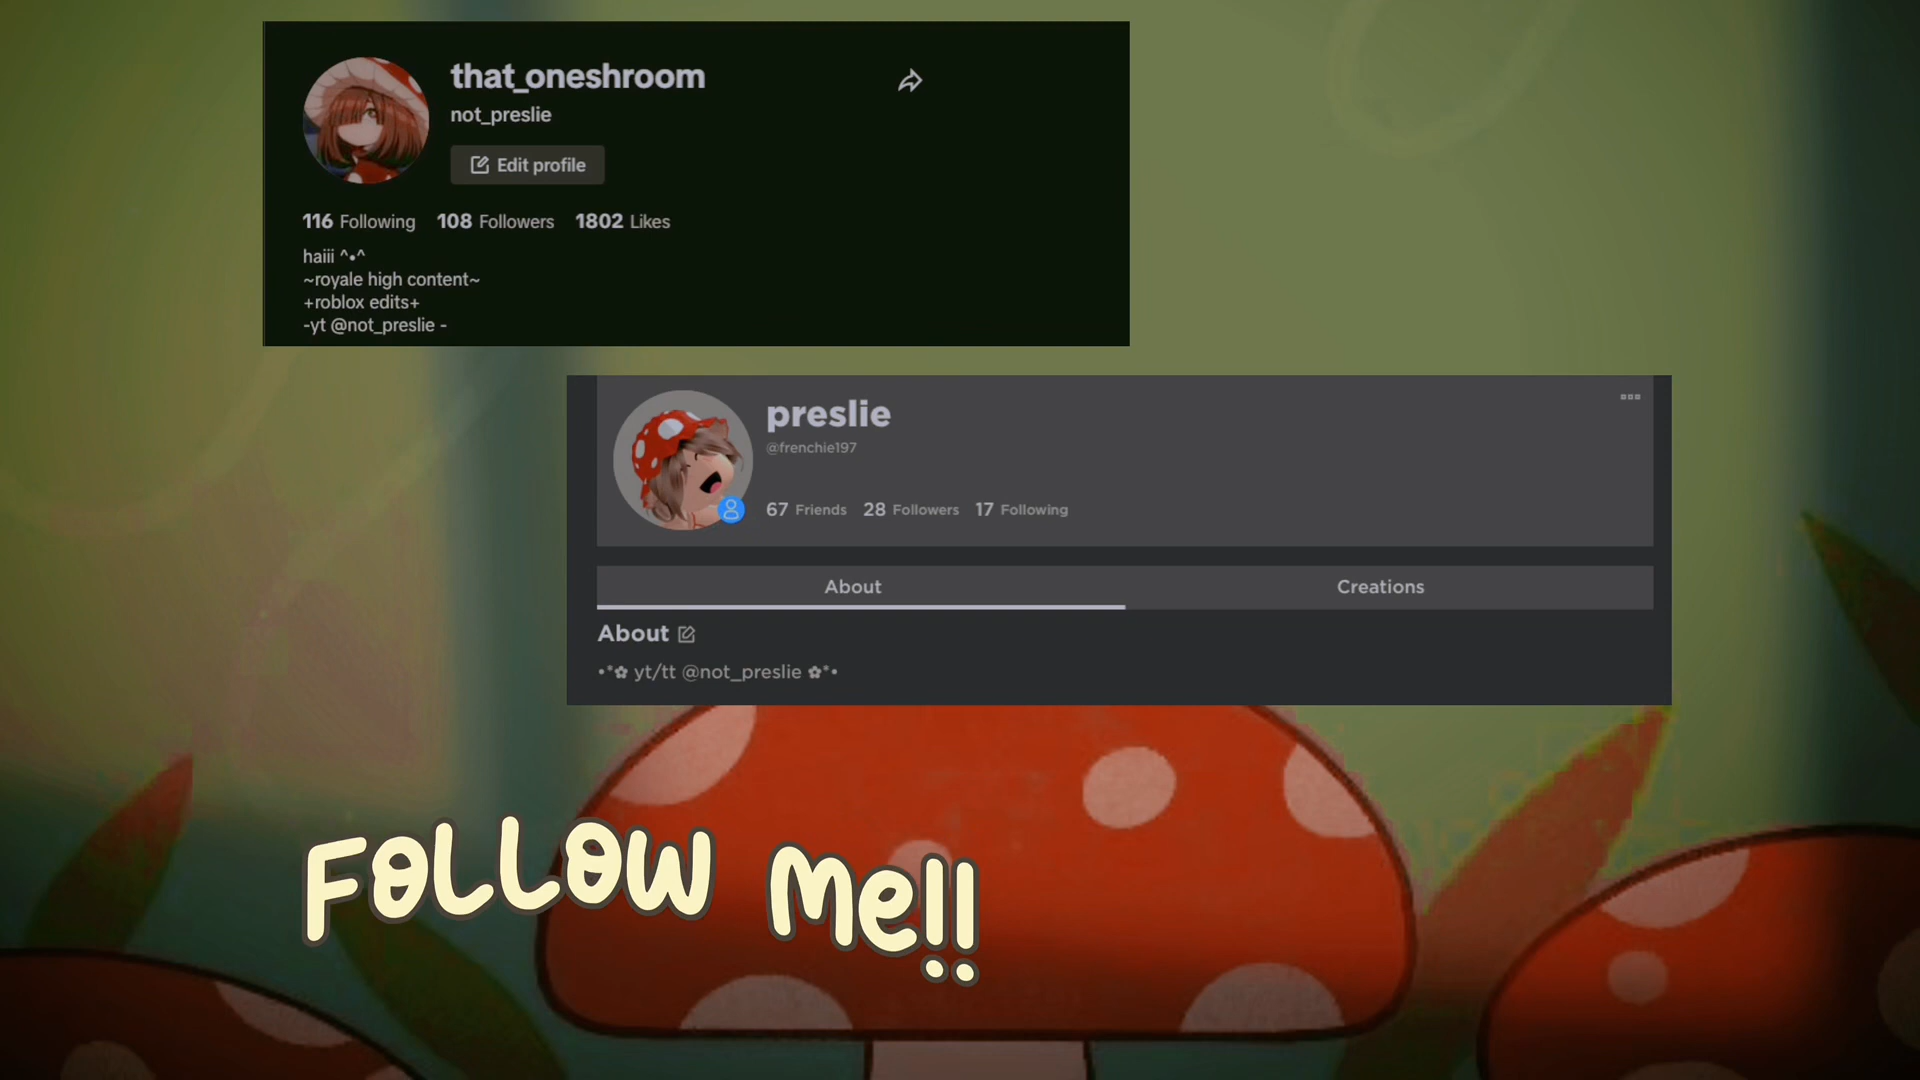 that_oneshroom
not_preslie
Edit profile
116 Following 108 Followers 1802 Likes
haiii ^•^
~royale high content~
+roblox edits+
-yt @not_preslie -
preslie
@frenchie197
67 Friends 28 Followers 17 Following
About Creations
About
•*✿ yt/tt @not_preslie ✿*•
FOLLOW Me!!